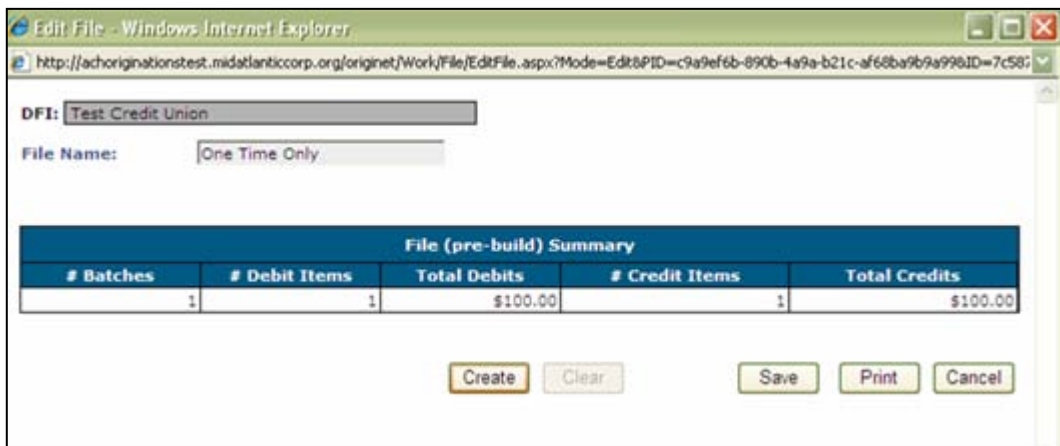 Edit File - Windows Internet Explorer
http://achoriginationstest.midatlanticcorp.org/originet/Work/File/EditFile.aspx?Mode=Edit&PID=c9a9ef6b-890b-4a9a-b21c-af68ba9b9a99&ID=7c587
DFI: Test Credit Union
File Name: One Time Only
File (pre-build) Summary
# Batches # Debit Items Total Debits # Credit Items Total Credits
1 1 $100.00 1 $100.00
Create Clear Save Print Cancel